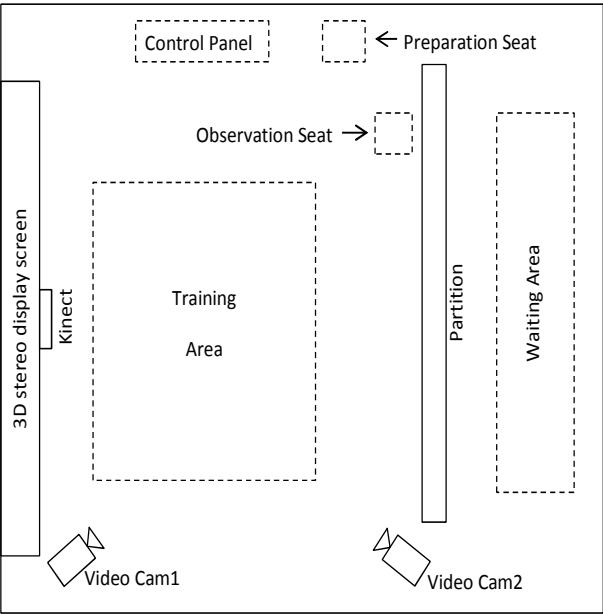 Control Panel
Preparation Seat
Observation Seat
3D stereo display screen
Kinect
Training
Area
Partition
Waiting Area
Video Cam1
Video Cam2